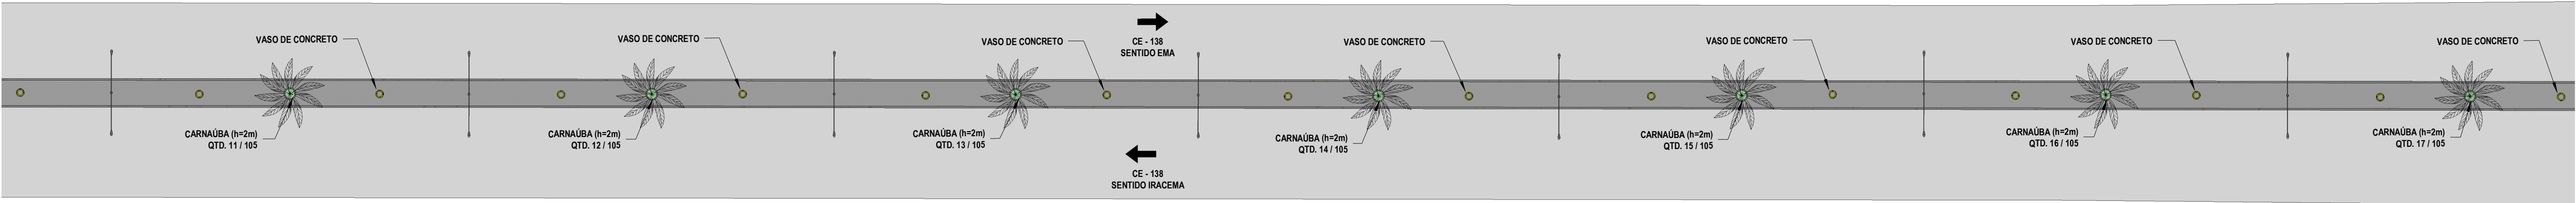 VASO DE CONCRETO
VASO DE CONCRETO
VASO DE CONCRETO
CE - 138
SENTIDO EMA
VASO DE CONCRETO
VASO DE CONCRETO
VASO DE CONCRETO
VASO DE CONCRETO
CARNAÚBA (h=2m)
QTD. 11 / 105
CARNAÚBA (h=2m)
QTD. 12 / 105
CARNAÚBA (h=2m)
QTD. 13 / 105
CARNAÚBA (h=2m)
QTD. 14 / 105
CARNAÚBA (h=2m)
QTD. 15 / 105
CARNAÚBA (h=2m)
QTD. 16 / 105
CARNAÚBA (h=2m)
QTD. 17 / 105
CE - 138
SENTIDO IRACEMA